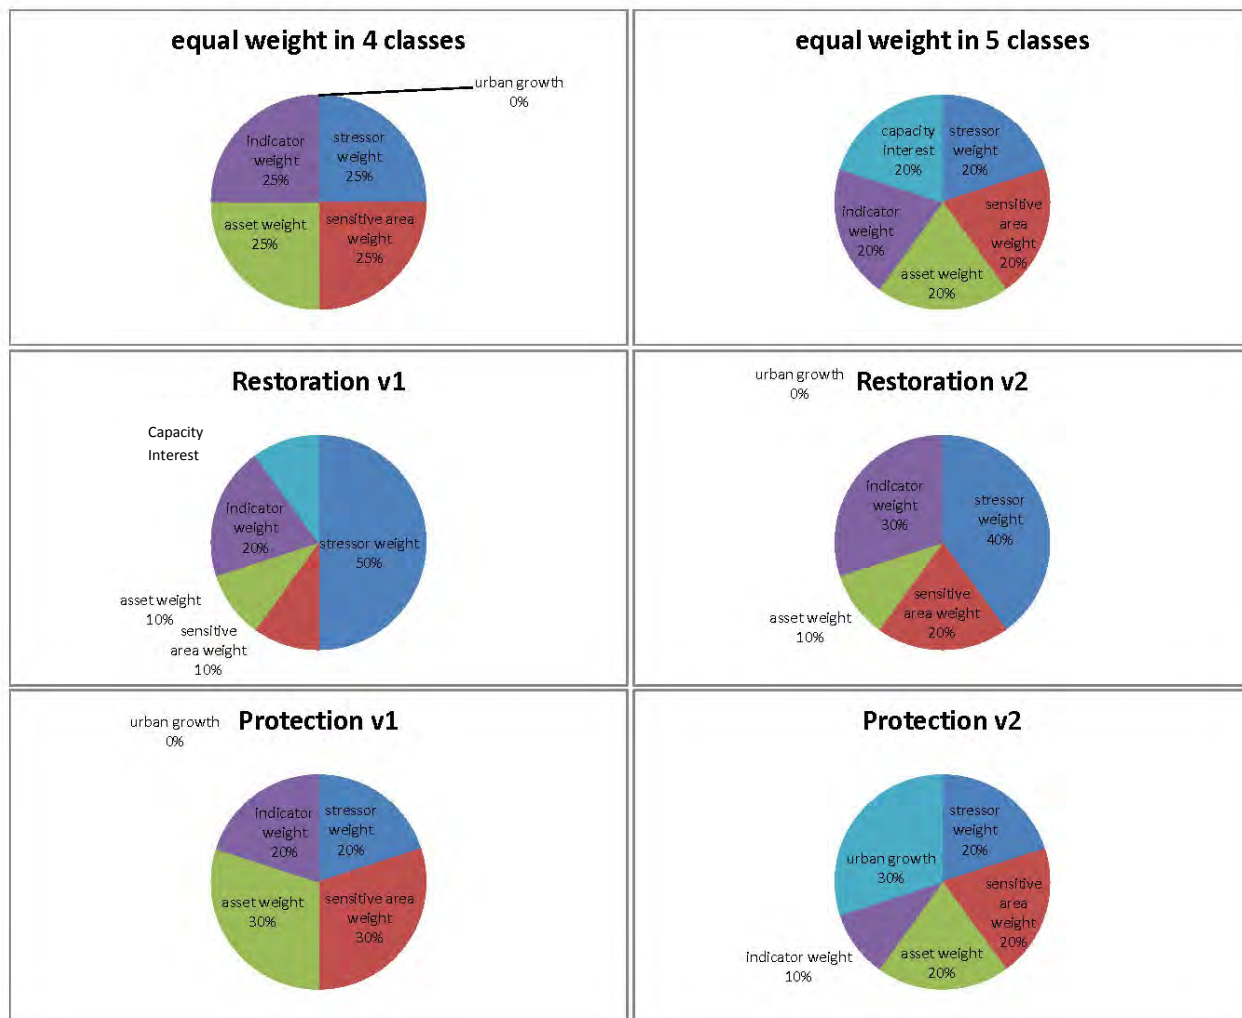 equal weight in 4 classes
urban growth
0%
indicator
weight
25%
stressor
weight
25%
asset weight
25%
sensitive area
weight
25%
equal weight in 5 classes
capacity
interest
20%
stressor
weight
20%
indicator
weight
20%
sensitive
area
weight
20%
asset weight
20%
Restoration v1
Capacity
Interest
indicator
weight
20%
stressor weight
50%
asset weight
10%
sensitive
area weight
10%
urban growth
0%
Restoration v2
indicator
weight
30%
stressor
weight
40%
asset weight
10%
sensitive
area weight
20%
urban growth
0%
Protection v1
indicator
weight
20%
stressor
weight
20%
asset weight
30%
sensitive area
weight
30%
Protection v2
urban growth
30%
stressor
weight
20%
sensitive
area
weight
20%
indicator weight
10%
asset weight
20%